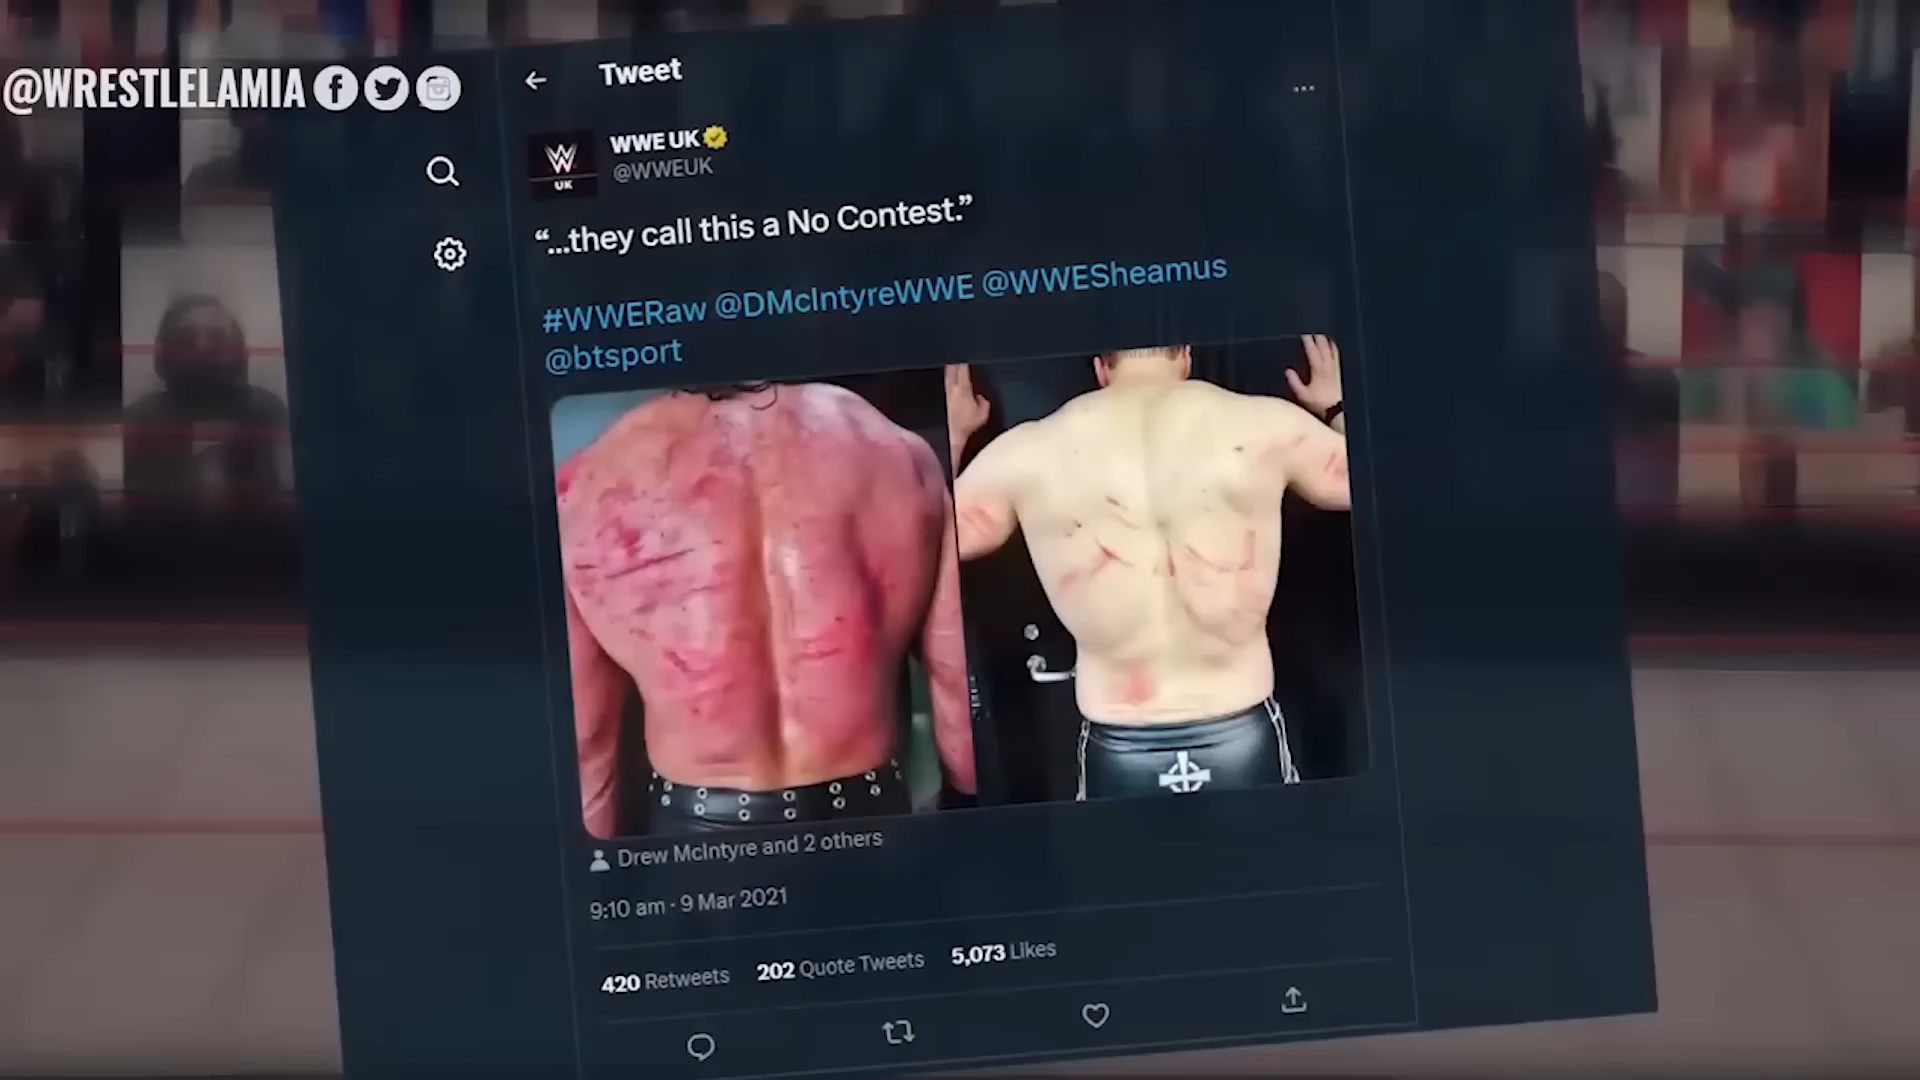 @WRESTLELAMIA
Tweet
WWE UK
@WWEUK
W
UK
“...they call this a No Contest.”
#WWERaw @DMcIntyreWWE @WWESheamus
@btsport
Drew McIntyre and 2 others
9:10 am · 9 Mar 2021
420 Retweets 202 Quote Tweets 5,073 Likes